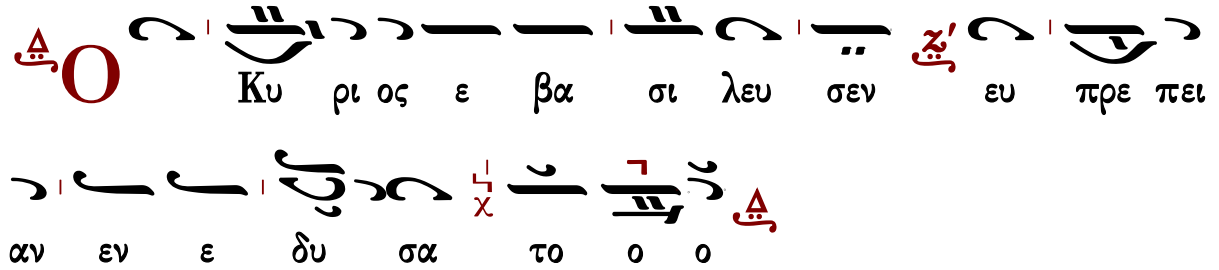 Ο Κυ ρι ος ε βα σι λευ σεν ευ πρε πει
αν εν ε δυ σα το ο ο